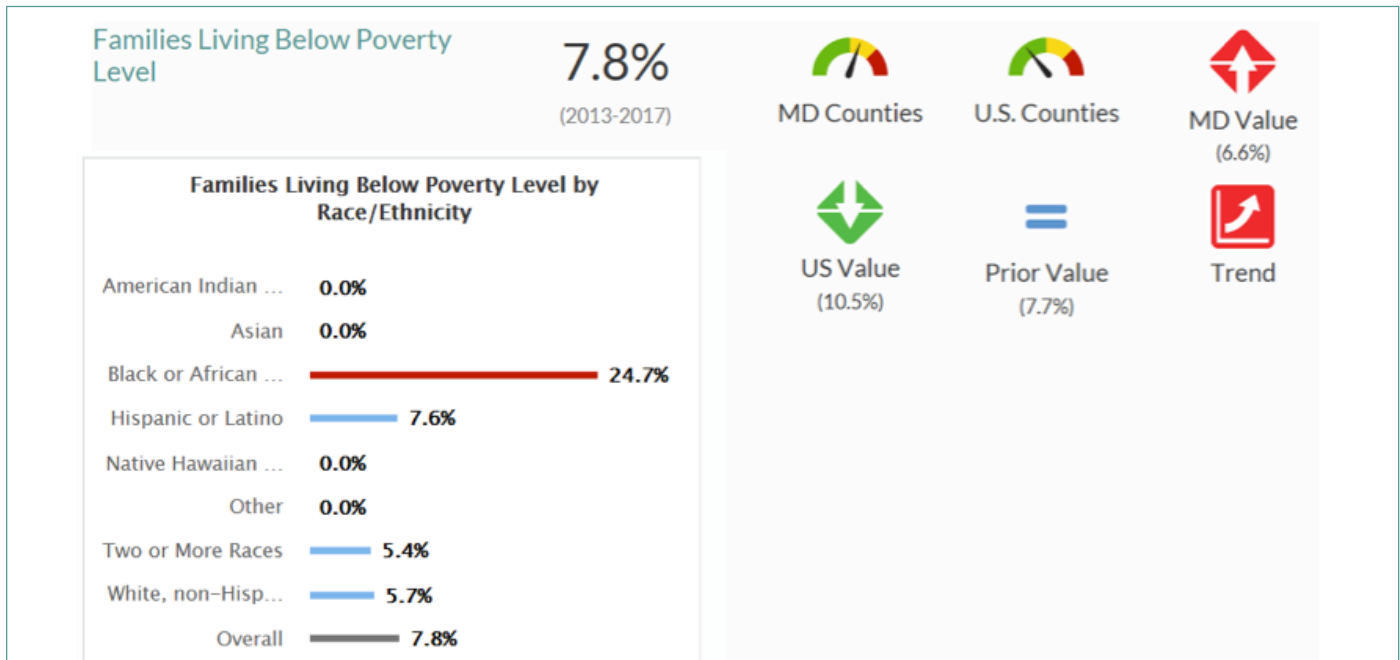 Families Living Below Poverty
Level
7.8%
(2013-2017)
MD Counties
U.S. Counties
MD Value
(6.6%)
US Value
(10.5%)
Prior Value
(7.7%)
Trend
Families Living Below Poverty Level by
Race/Ethnicity
American Indian ... 0.0%
Asian 0.0%
Black or African ... 24.7%
Hispanic or Latino 7.6%
Native Hawaiian ... 0.0%
Other 0.0%
Two or More Races 5.4%
White, non-Hisp... 5.7%
Overall 7.8%